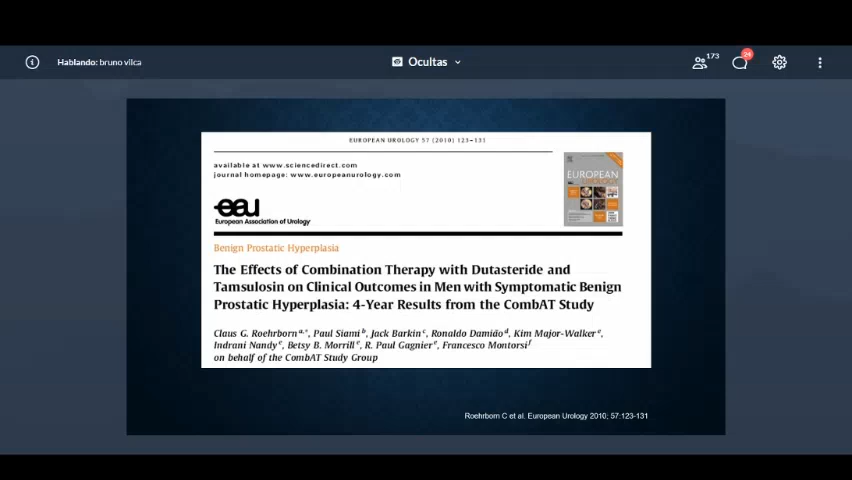 Hablando: bruno vilca
Ocultas
173
24
EUROPEAN UROLOGY 57 (2010) 123–131
available at www.sciencedirect.com
journal homepage: www.europeanurology.com
EUROPEAN
eau
European Association of Urology
Benign Prostatic Hyperplasia
The Effects of Combination Therapy with Dutasteride and
Tamsulosin on Clinical Outcomes in Men with Symptomatic Benign
Prostatic Hyperplasia: 4-Year Results from the CombAT Study
Claus G. Roehrborn a,*, Paul Siami b, Jack Barkin c, Ronaldo Damião d, Kim Major-Walker e,
Indrani Nandy e, Betsy B. Morrill e, R. Paul Gagnier e, Francesco Montorsi f
on behalf of the CombAT Study Group
Roehrborn C et al. European Urology 2010; 57:123-131